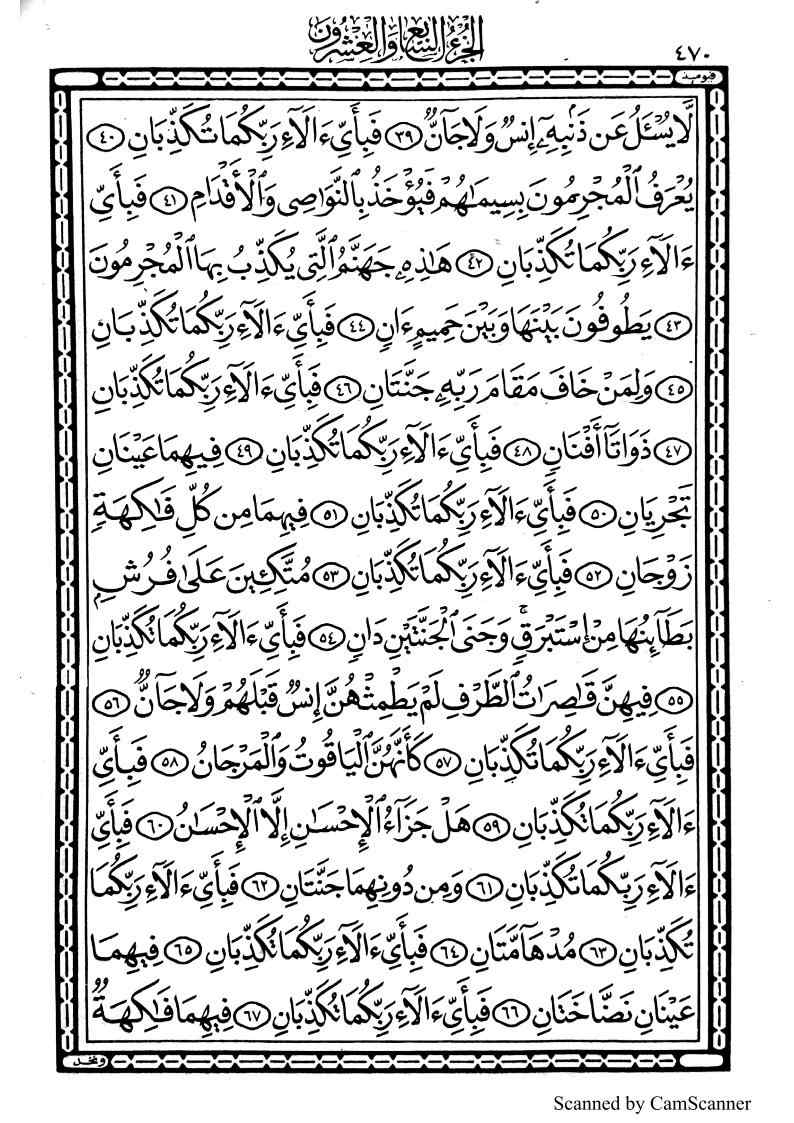 الجزء السابع والعشرون
٤٧٠
فيومئذ
لَّا يُسْـَٔلُ عَن ذَنۢبِهِۦٓ إِنسٌ وَلَا جَآنٌّ ٣٩ فَبِأَىِّ ءَالَآءِ رَبِّكُمَا تُكَذِّبَانِ ٤٠
يُعْرَفُ ٱلْمُجْرِمُونَ بِسِيمَٰهُمْ فَيُؤْخَذُ بِٱلنَّوَٰصِى وَٱلْأَقْدَامِ ٤١ فَبِأَىِّ
ءَالَآءِ رَبِّكُمَا تُكَذِّبَانِ ٤٢ هَٰذِهِۦ جَهَنَّمُ ٱلَّتِى يُكَذِّبُ بِهَا ٱلْمُجْرِمُونَ
٤٣ يَطُوفُونَ بَيْنَهَا وَبَيْنَ حَمِيمٍ ءَانٍ ٤٤ فَبِأَىِّ ءَالَآءِ رَبِّكُمَا تُكَذِّبَانِ
٤٥ وَلِمَنْ خَافَ مَقَامَ رَبِّهِۦ جَنَّتَانِ ٤٦ فَبِأَىِّ ءَالَآءِ رَبِّكُمَا تُكَذِّبَانِ
٤٧ ذَوَاتَآ أَفْنَانٍ ٤٨ فَبِأَىِّ ءَالَآءِ رَبِّكُمَا تُكَذِّبَانِ ٤٩ فِيهِمَا عَيْنَانِ
تَجْرِيَانِ ٥٠ فَبِأَىِّ ءَالَآءِ رَبِّكُمَا تُكَذِّبَانِ ٥١ فِيهِمَا مِن كُلِّ فَٰكِهَةٍ
زَوْجَانِ ٥٢ فَبِأَىِّ ءَالَآءِ رَبِّكُمَا تُكَذِّبَانِ ٥٣ مُتَّكِـِٔينَ عَلَىٰ فُرُشٍۭ
بَطَآئِنُهَا مِنْ إِسْتَبْرَقٍ ۚ وَجَنَى ٱلْجَنَّتَيْنِ دَانٍ ٥٤ فَبِأَىِّ ءَالَآءِ رَبِّكُمَا تُكَذِّبَانِ
٥٥ فِيهِنَّ قَٰصِرَٰتُ ٱلطَّرْفِ لَمْ يَطْمِثْهُنَّ إِنسٌ قَبْلَهُمْ وَلَا جَآنٌّ ٥٦
فَبِأَىِّ ءَالَآءِ رَبِّكُمَا تُكَذِّبَانِ ٥٧ كَأَنَّهُنَّ ٱلْيَاقُوتُ وَٱلْمَرْجَانُ ٥٨ فَبِأَىِّ
ءَالَآءِ رَبِّكُمَا تُكَذِّبَانِ ٥٩ هَلْ جَزَآءُ ٱلْإِحْسَٰنِ إِلَّا ٱلْإِحْسَٰنُ ٦٠ فَبِأَىِّ
ءَالَآءِ رَبِّكُمَا تُكَذِّبَانِ ٦١ وَمِن دُونِهِمَا جَنَّتَانِ ٦٢ فَبِأَىِّ ءَالَآءِ رَبِّكُمَا
تُكَذِّبَانِ ٦٣ مُدْهَآمَّتَانِ ٦٤ فَبِأَىِّ ءَالَآءِ رَبِّكُمَا تُكَذِّبَانِ ٦٥ فِيهِمَا
عَيْنَانِ نَضَّاخَتَانِ ٦٦ فَبِأَىِّ ءَالَآءِ رَبِّكُمَا تُكَذِّبَانِ ٦٧ فِيهِمَا فَٰكِهَةٌ
ونخل
Scanned by CamScanner